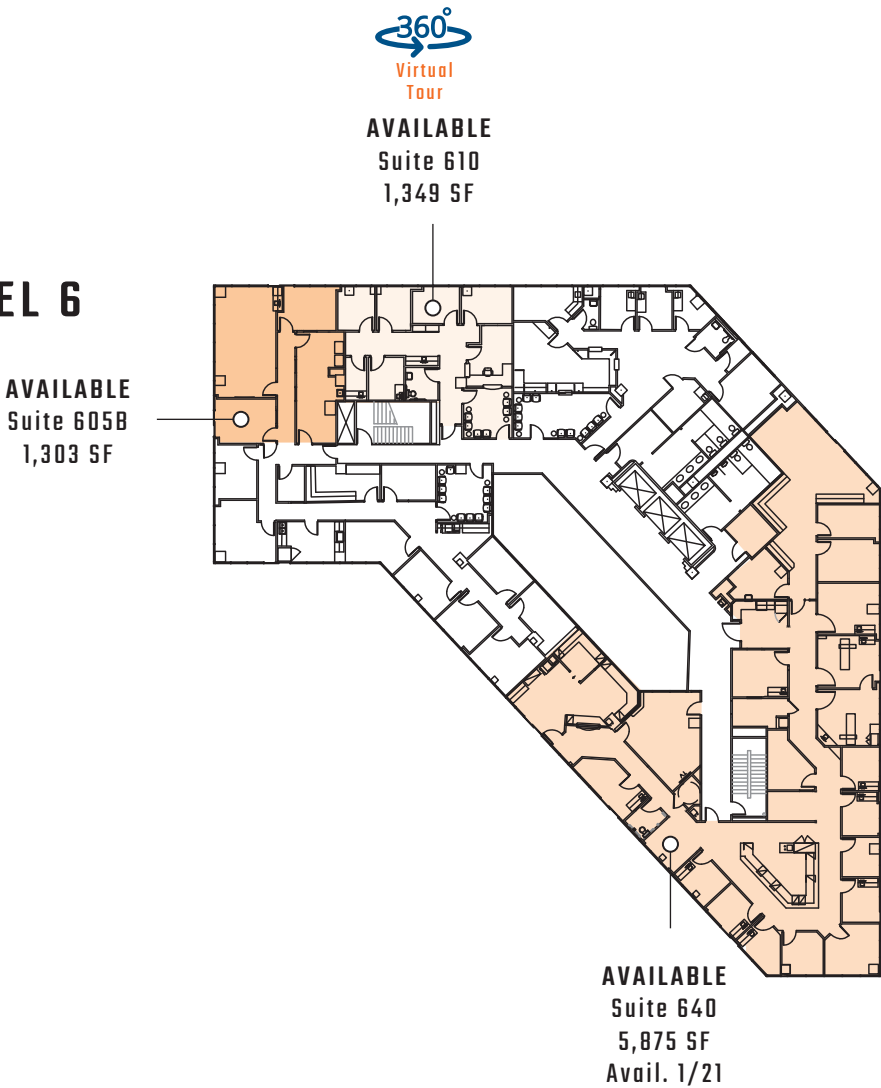 360°
Virtual
Tour
AVAILABLE
Suite 610
1,349 SF
EL 6
AVAILABLE
Suite 605B
1,303 SF
AVAILABLE
Suite 640
5,875 SF
Avail. 1/21